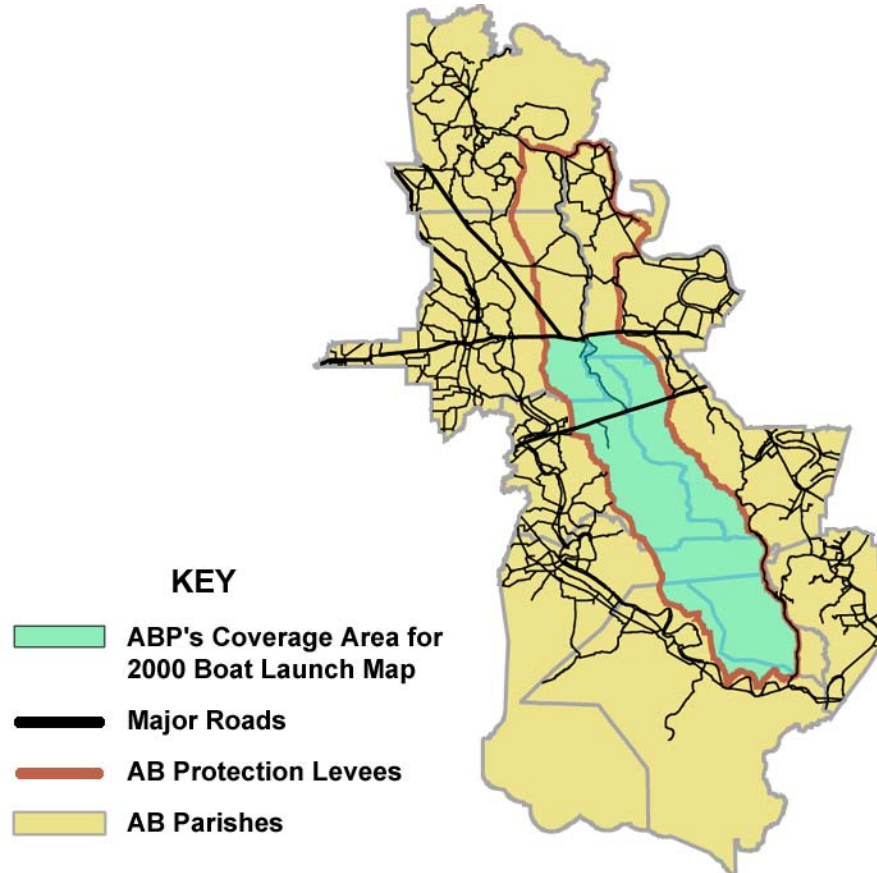 KEY
ABP's Coverage Area for
2000 Boat Launch Map
Major Roads
AB Protection Levees
AB Parishes